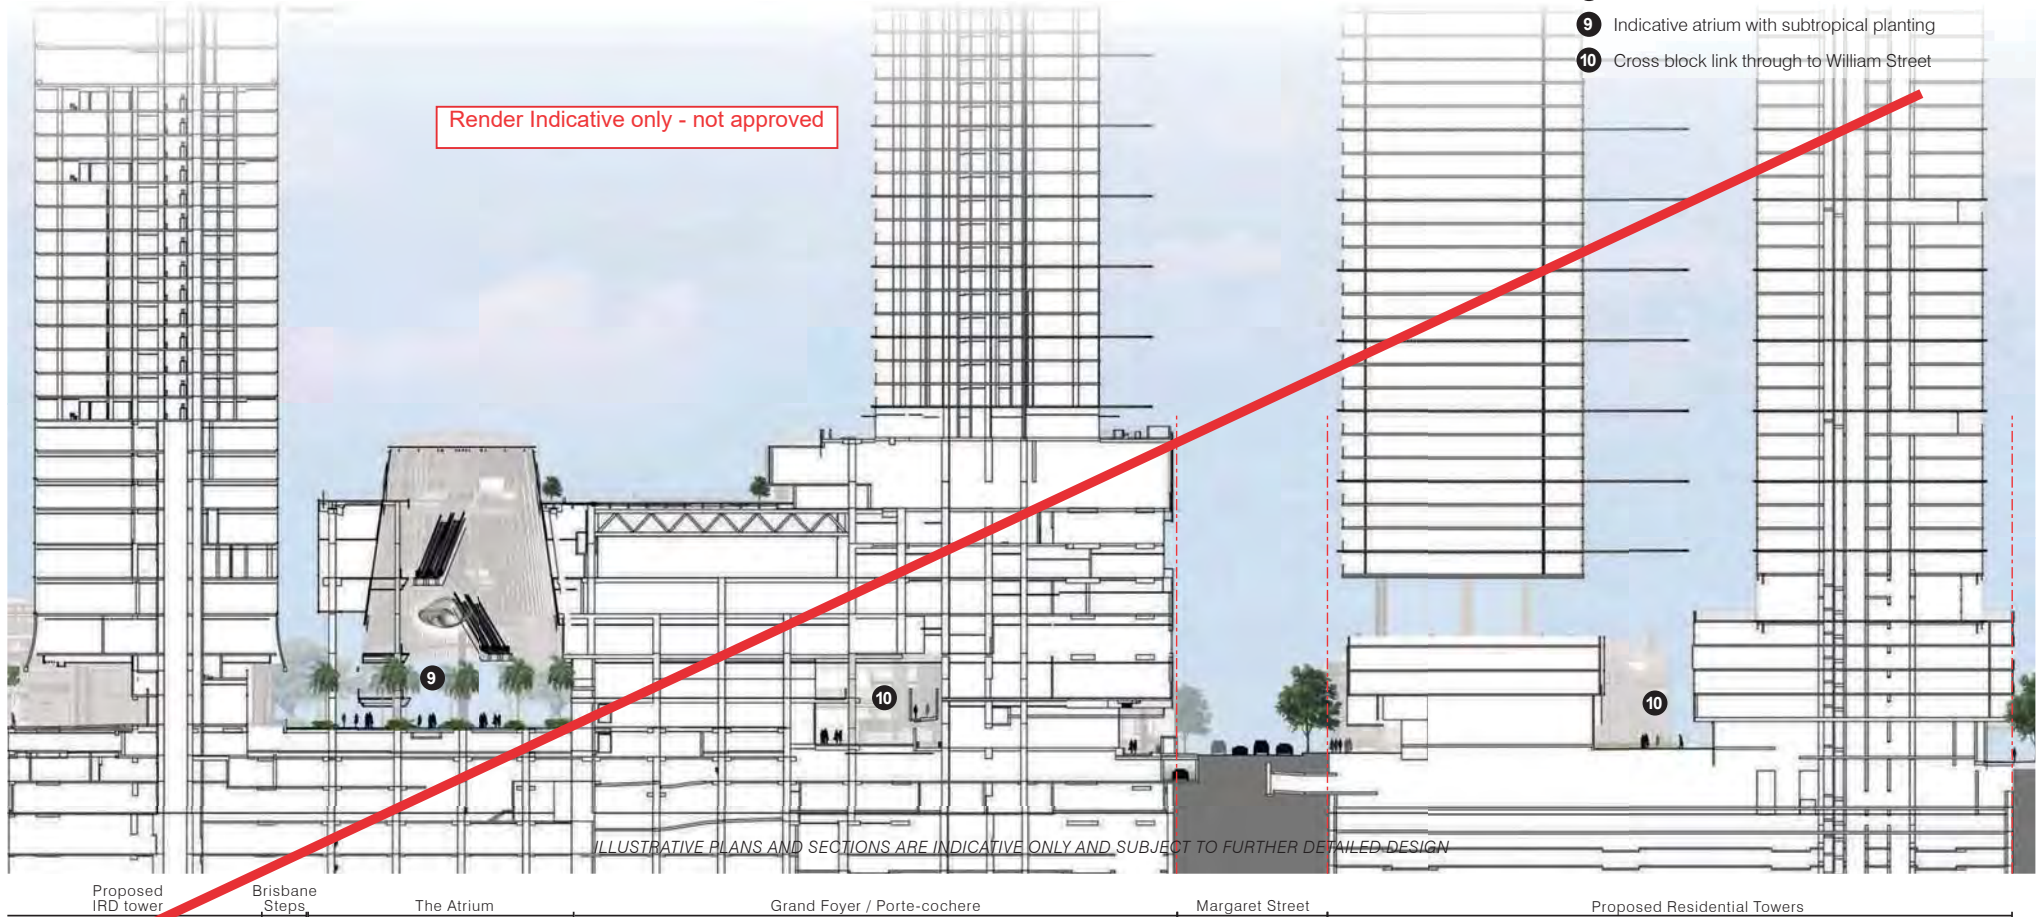 9 Indicative atrium with subtropical planting
10 Cross block link through to William Street
Render Indicative only - not approved
9
10
10
ILLUSTRATIVE PLANS AND SECTIONS ARE INDICATIVE ONLY AND SUBJECT TO FURTHER DETAILED DESIGN
Proposed
IRD tower
Brisbane
Steps
The Atrium
Grand Foyer / Porte-cochere
Margaret Street
Proposed Residential Towers